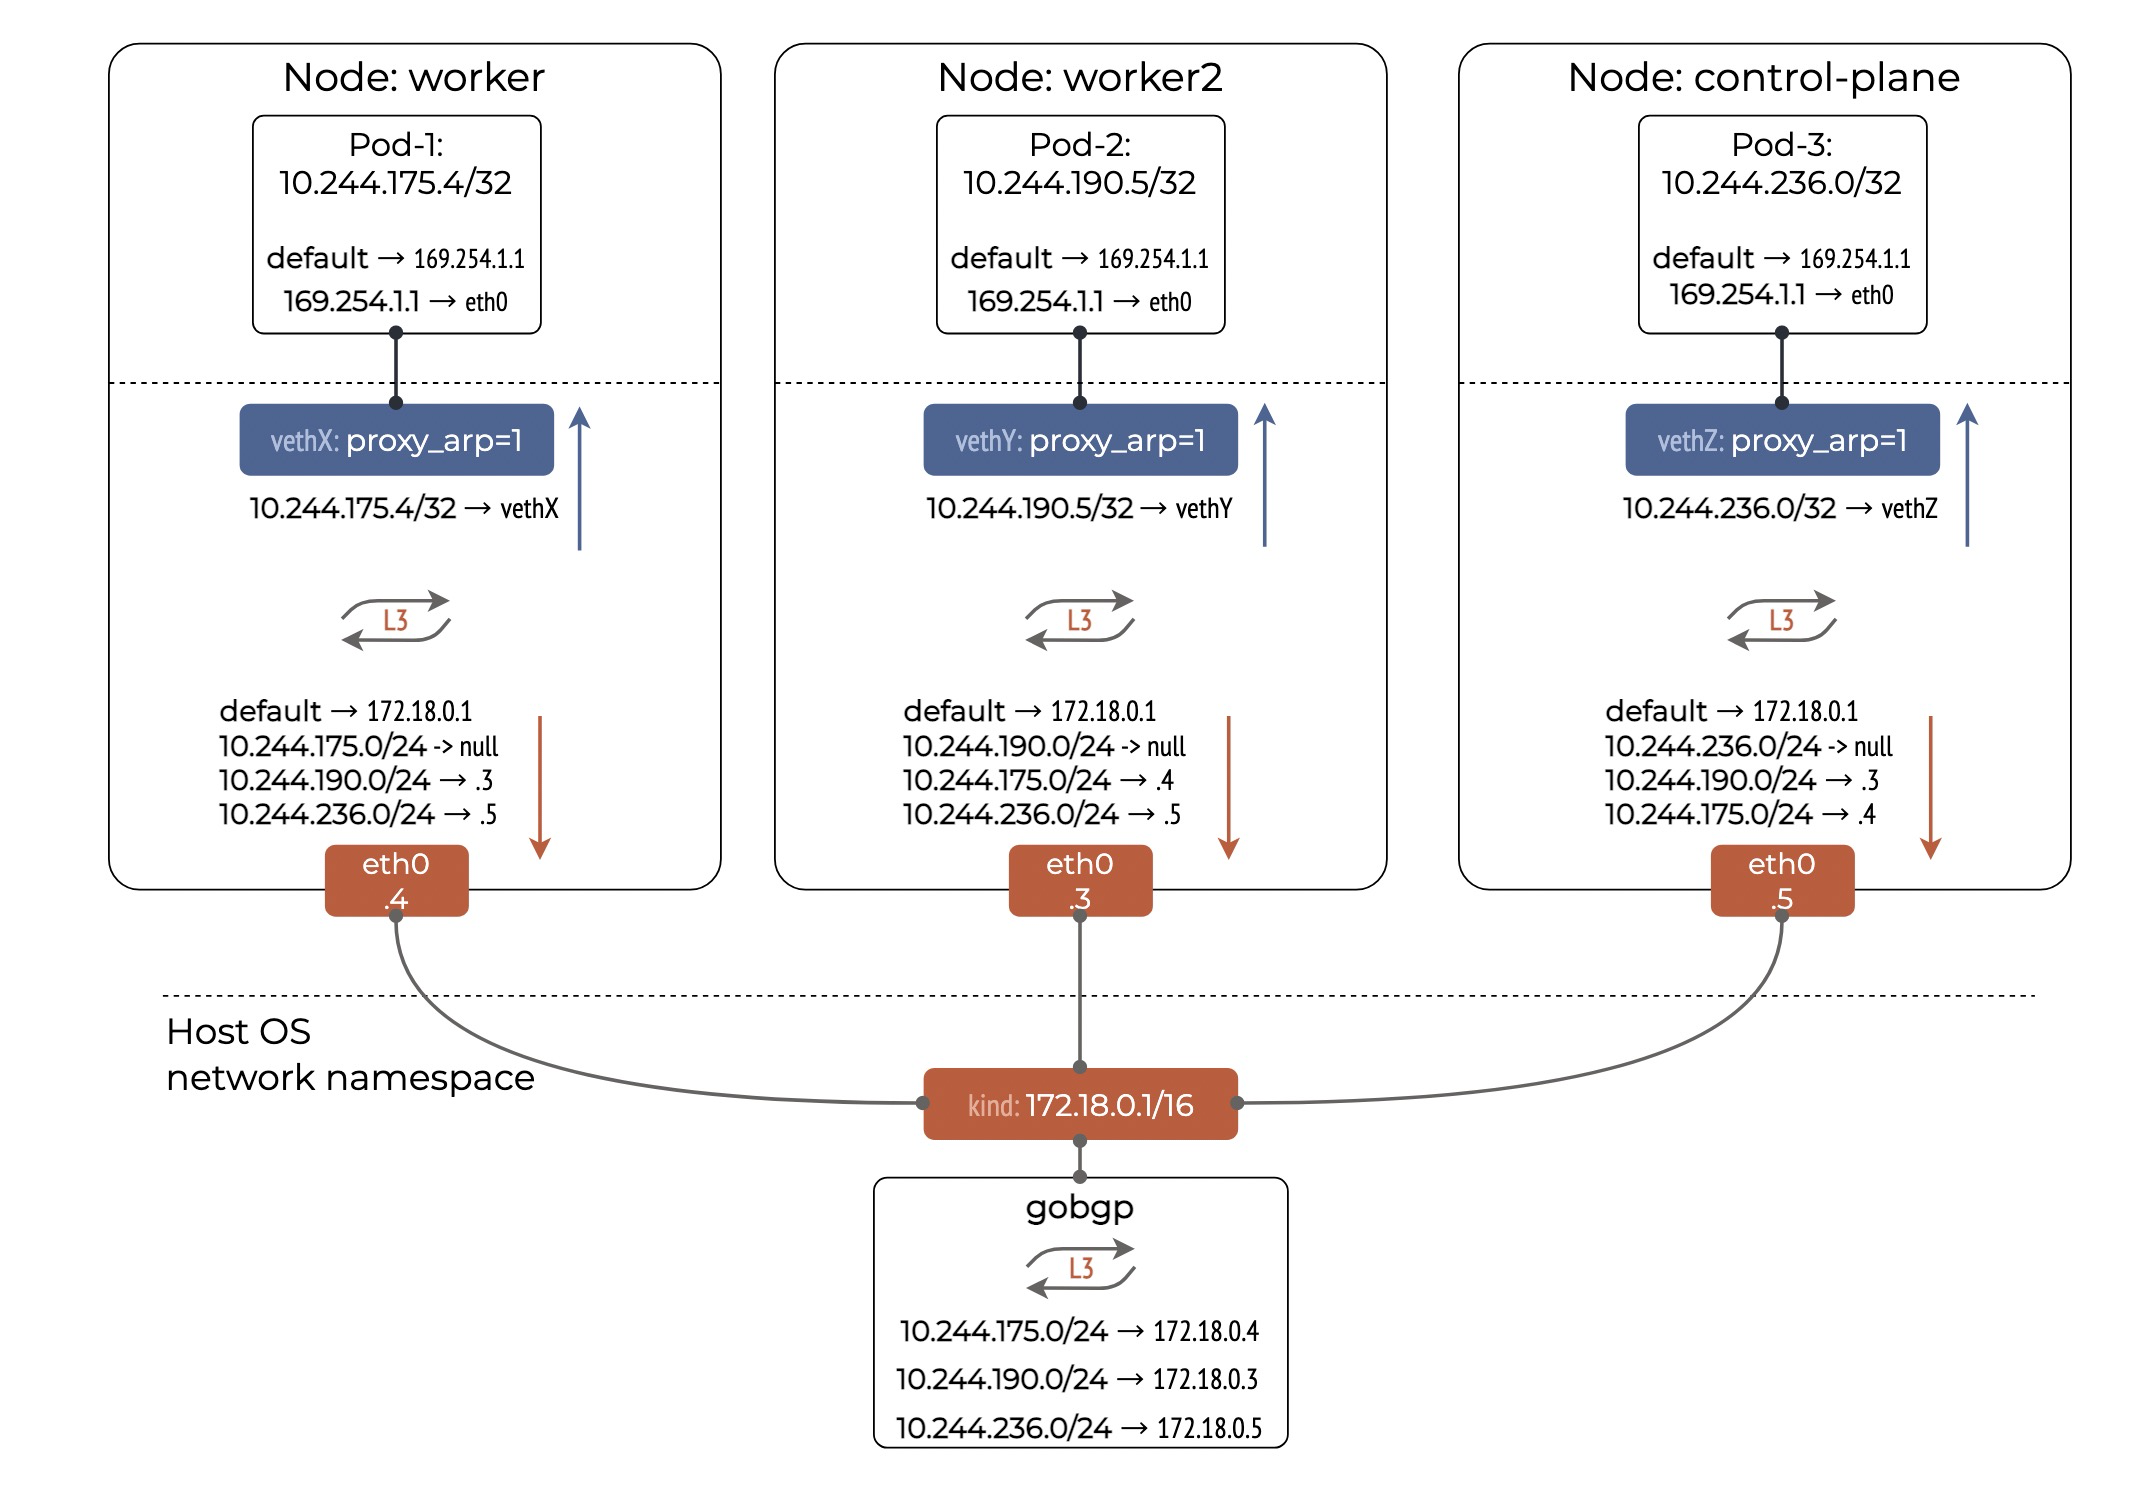 Node: worker
Pod-1:
10.244.175.4/32
default → 169.254.1.1
169.254.1.1 → eth0
vethX: proxy_arp=1
10.244.175.4/32 → vethX
L3
default → 172.18.0.1
10.244.175.0/24 -> null
10.244.190.0/24 → .3
10.244.236.0/24 → .5
eth0
.4
Node: worker2
Pod-2:
10.244.190.5/32
default → 169.254.1.1
169.254.1.1 → eth0
vethY: proxy_arp=1
10.244.190.5/32 → vethY
L3
default → 172.18.0.1
10.244.190.0/24 -> null
10.244.175.0/24 → .4
10.244.236.0/24 → .5
eth0
.3
Node: control-plane
Pod-3:
10.244.236.0/32
default → 169.254.1.1
169.254.1.1 → eth0
vethZ: proxy_arp=1
10.244.236.0/32 → vethZ
L3
default → 172.18.0.1
10.244.236.0/24 -> null
10.244.190.0/24 → .3
10.244.175.0/24 → .4
eth0
.5
Host OS
network namespace
kind: 172.18.0.1/16
gobgp
L3
10.244.175.0/24 → 172.18.0.4
10.244.190.0/24 → 172.18.0.3
10.244.236.0/24 → 172.18.0.5